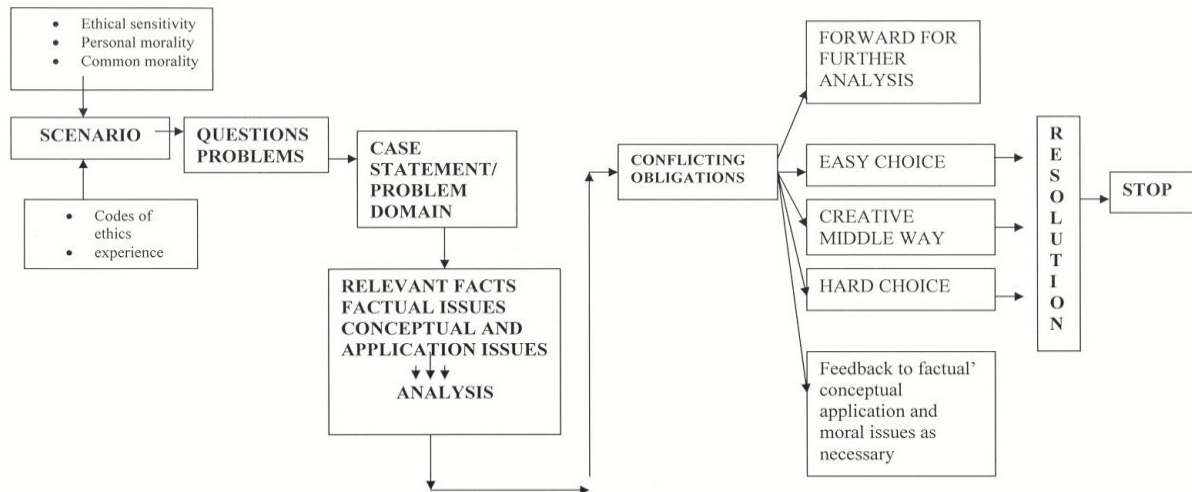 • Ethical sensitivity
• Personal morality
• Common morality
SCENARIO
• Codes of
ethics
• experience
QUESTIONS
PROBLEMS
CASE
STATEMENT/
PROBLEM
DOMAIN
RELEVANT FACTS
FACTUAL ISSUES
CONCEPTUAL AND
APPLICATION ISSUES
ANALYSIS
CONFLICTING
OBLIGATIONS
FORWARD FOR
FURTHER
ANALYSIS
EASY CHOICE
CREATIVE
MIDDLE WAY
HARD CHOICE
Feedback to factual’
conceptual
application and
moral issues as
necessary
R
E
S
O
L
U
T
I
O
N
STOP